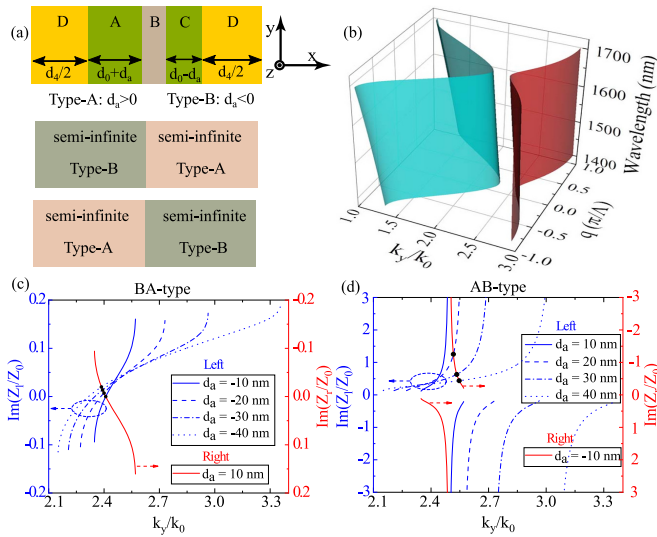 (a)
D A B C D
d4/2 d0+da d0-da d4/2
Type-A: da>0 Type-B: da<0
y
x
z
semi-infinite semi-infinite
Type-B Type-A
semi-infinite semi-infinite
Type-A Type-B
(b)
1700
1600
1500
1400
Wavelength (nm)
1.0
0.5
0.0
-0.5
-1.0
q (π/Λ)
1.0 1.5 2.0 2.5 3.0
ky/k0
(c) BA-type
0.2 -0.2
0.1 -0.1
0.0 0.0
-0.1 0.1
-0.2 0.2
Im(Zl/Z0)
Im(Zr/Z0)
Left
da = -10 nm
da = -20 nm
da = -30 nm
da = -40 nm
Right
da = 10 nm
2.1 2.4 2.7 3.0 3.3
ky/k0
(d) AB-type
3 -3
2 -2
1 -1
0 0
-1 1
-2 2
-3 3
Im(Zl/Z0)
Im(Zr/Z0)
Left
da = 10 nm
da = 20 nm
da = 30 nm
da = 40 nm
Right
da = -10 nm
2.1 2.4 2.7 3.0 3.3
ky/k0